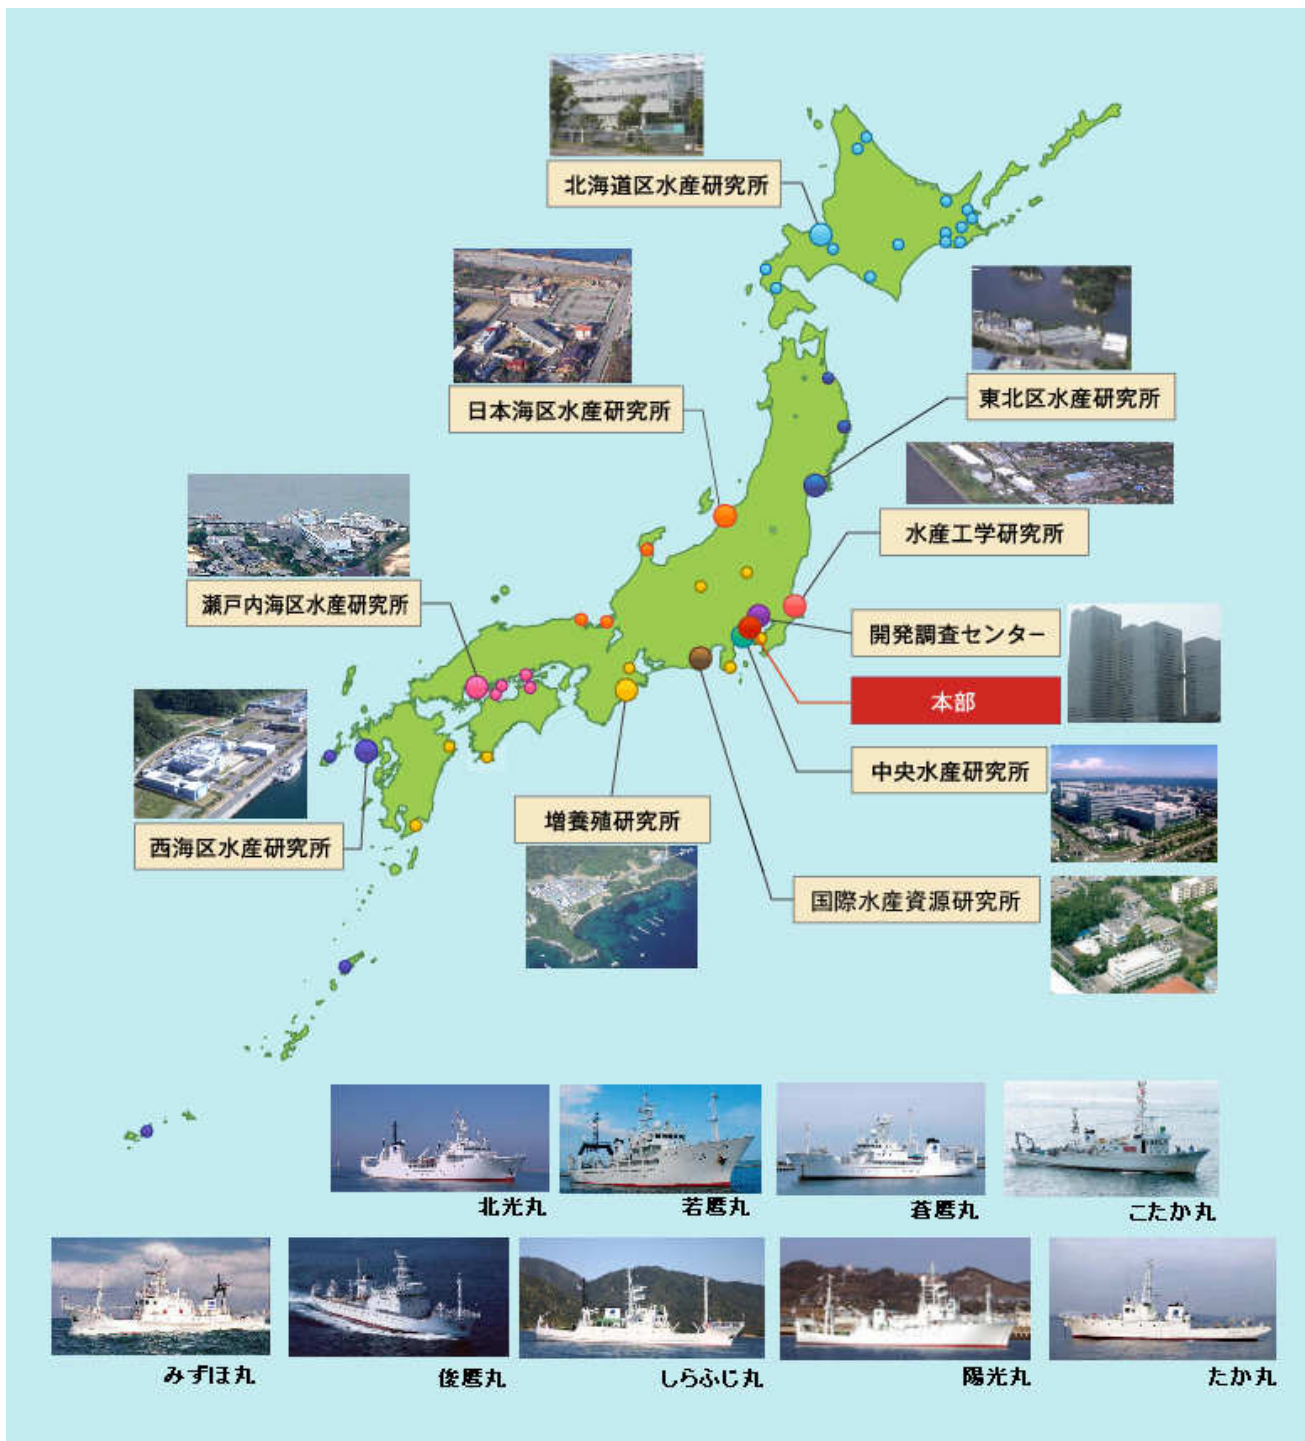 北海道区水産研究所
日本海区水産研究所
東北区水産研究所
水産工学研究所
瀬戸内海区水産研究所
開発調査センター
本部
中央水産研究所
増養殖研究所
西海区水産研究所
国際水産資源研究所
北光丸
若鷹丸
蒼鷹丸
こたか丸
みずほ丸
俊鷹丸
しらふじ丸
陽光丸
たか丸